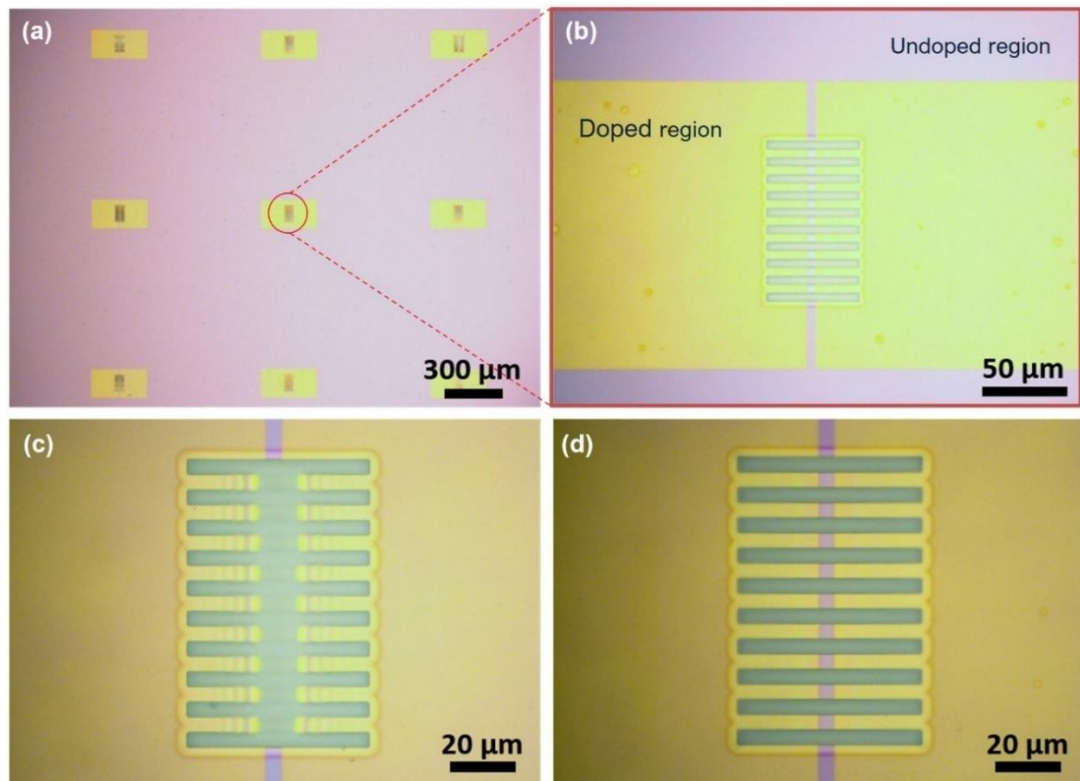 (a)
300 μm
(b)
Undoped region
Doped region
50 μm
(c)
20 μm
(d)
20 μm